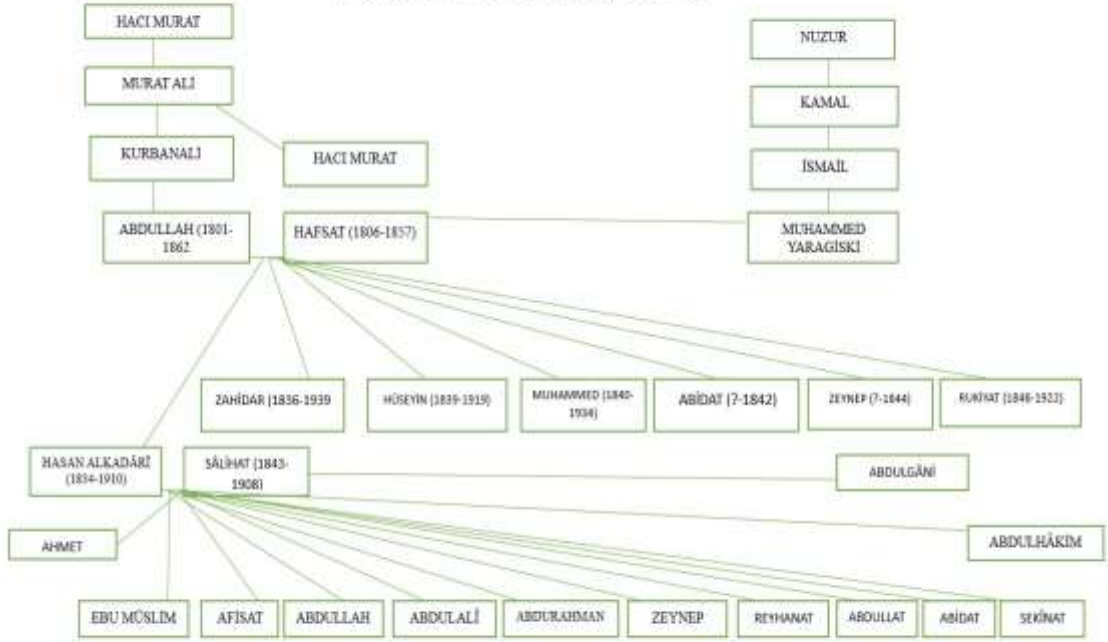 HACI MURAT
NUZUR
MURAT ALİ
KAMAL
KURBANALI
HACI MURAT
İSMAİL
ABDULLAH (1801-
1862
HAFSAT (1806-1857)
MUHAMMED
YARAGİSKİ
ZAHİDAR (1836-1939
HÜSEYİN (1839-1919)
MUHAMMED (1840-
1934)
ABİDAT (?-1842)
ZEYNEP (?-1844)
RUKİYAT (1846-1922)
HASAN ALKADÂRÎ
(1834-1910)
SÂLİHAT (1843-
1908)
ABDULGÂNİ
AHMET
ABDULHÂKİM
EBU MÜSLİM
AFİSAT
ABDULLAH
ABDULALİ
ABDURAHMAN
ZEYNEP
REYHANAT
ABDULLAT
ABİDAT
SEKİNAT